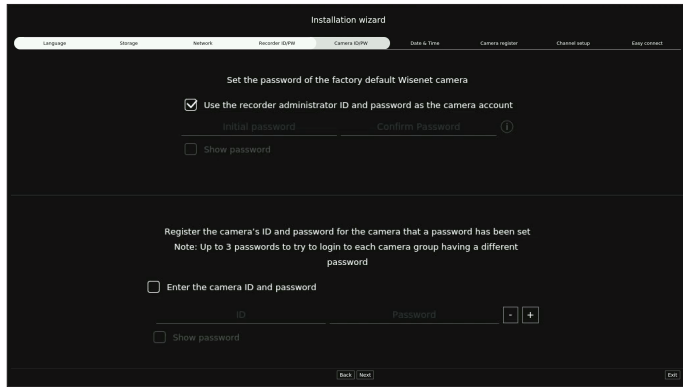 Installation wizard
Language Storage Network Recorder ID/PW Camera ID/PW Date & Time Camera register Channel setup Easy connect
Set the password of the factory default Wisenet camera
Use the recorder administrator ID and password as the camera account
Initial password Confirm Password i
Show password
Register the camera's ID and password for the camera that a password has been set
Note: Up to 3 passwords to try to login to each camera group having a different
password
Enter the camera ID and password
ID Password - +
Show password
Back Next Exit